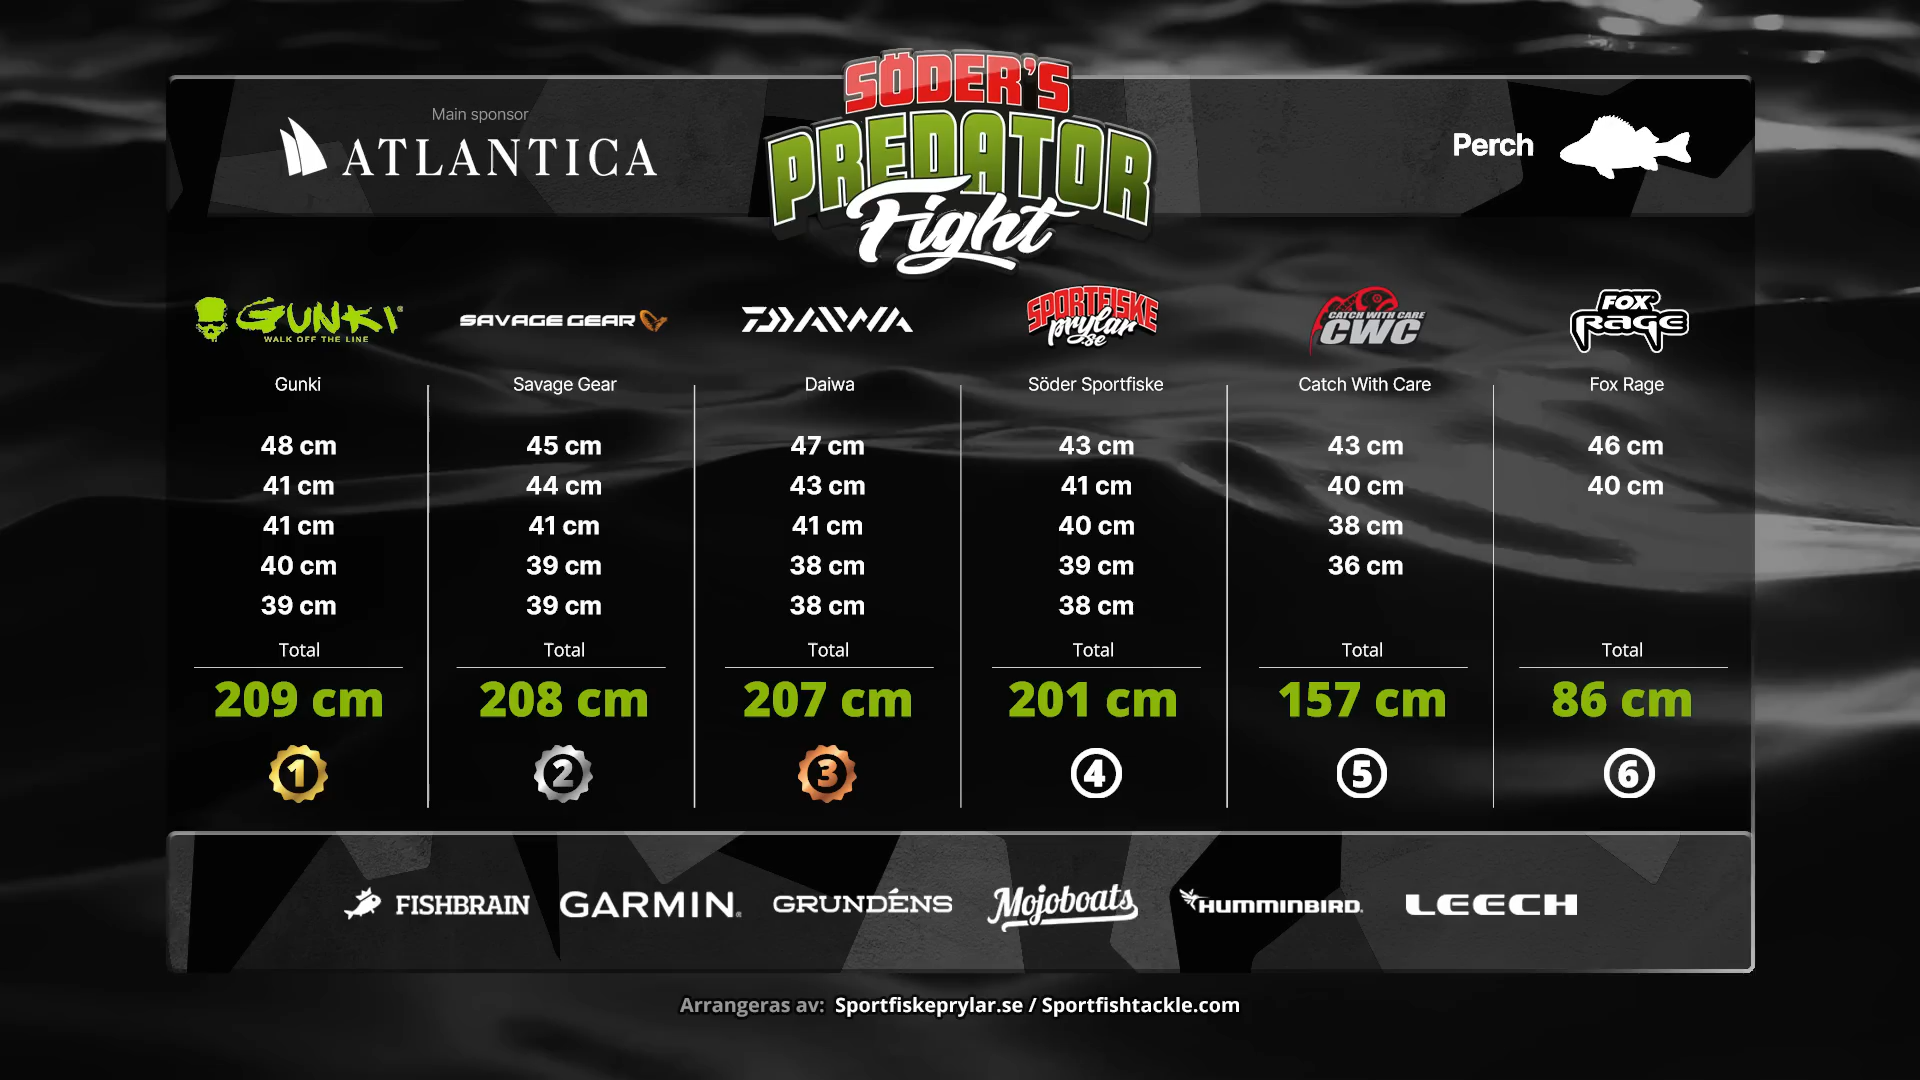 SÖDER'S
PREDATOR
Fight
Main sponsor
ATLANTICA
Perch
GUNKI®
WALK OFF THE LINE
SAVAGE GEAR
DAIWA
SPORTFISKE
prylar
.se
CATCH WITH CARE
CWC
FOX
Rage
Gunki
Savage Gear
Daiwa
Söder Sportfiske
Catch With Care
Fox Rage
48 cm
45 cm
47 cm
43 cm
43 cm
46 cm
41 cm
44 cm
43 cm
41 cm
40 cm
40 cm
41 cm
41 cm
41 cm
40 cm
38 cm
40 cm
39 cm
38 cm
39 cm
36 cm
39 cm
39 cm
38 cm
38 cm
Total
Total
Total
Total
Total
Total
209 cm
208 cm
207 cm
201 cm
157 cm
86 cm
1
2
3
4
5
6
FISHBRAIN
GARMIN®
GRUNDÉNS
Mojoboats
HUMMINBIRD®
LEECH
Arrangeras av: Sportfiskeprylar.se / Sportfishtackle.com